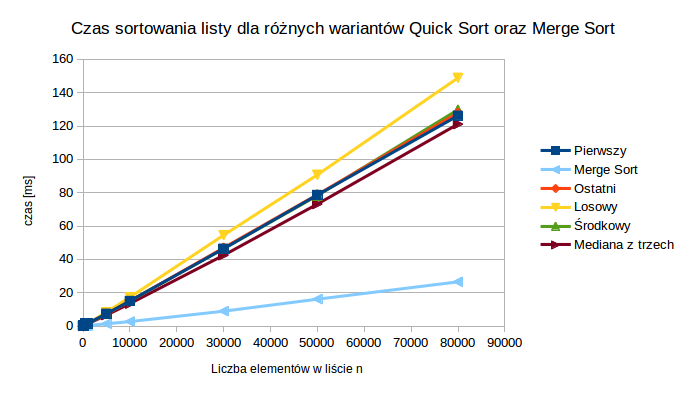 Czas sortowania listy dla różnych wariantów Quick Sort oraz Merge Sort
160
140
120
100
80
60
40
20
0
czas [ms]
0 10000 20000 30000 40000 50000 60000 70000 80000 90000
Liczba elementów w liście n
Pierwszy
Merge Sort
Ostatni
Losowy
Środkowy
Mediana z trzech